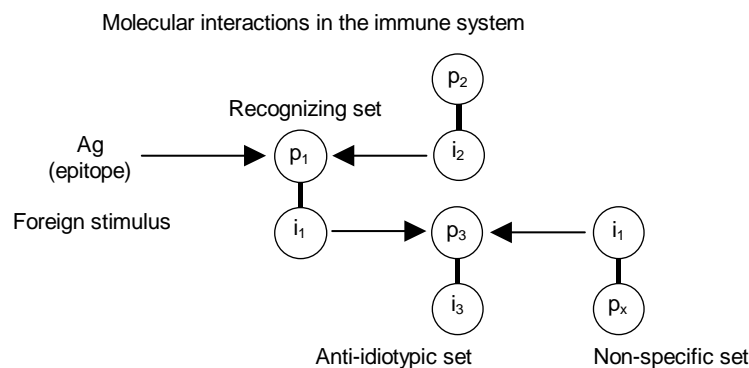 Molecular interactions in the immune system
p₂
Recognizing set
Ag
(epitope)
p₁
i₂
Foreign stimulus
i₁
p₃
i₁
i₃
pₓ
Anti-idiotypic set
Non-specific set